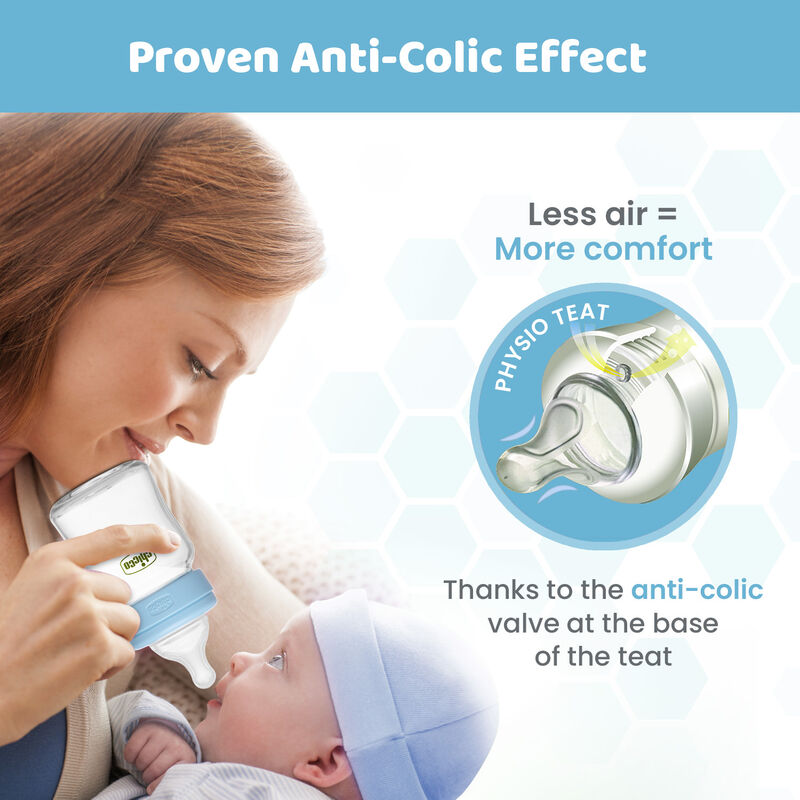 Proven Anti-Colic Effect
Less air =
More comfort
PHYSIO TEAT
chicco
Thanks to the anti-colic
valve at the base
of the teat